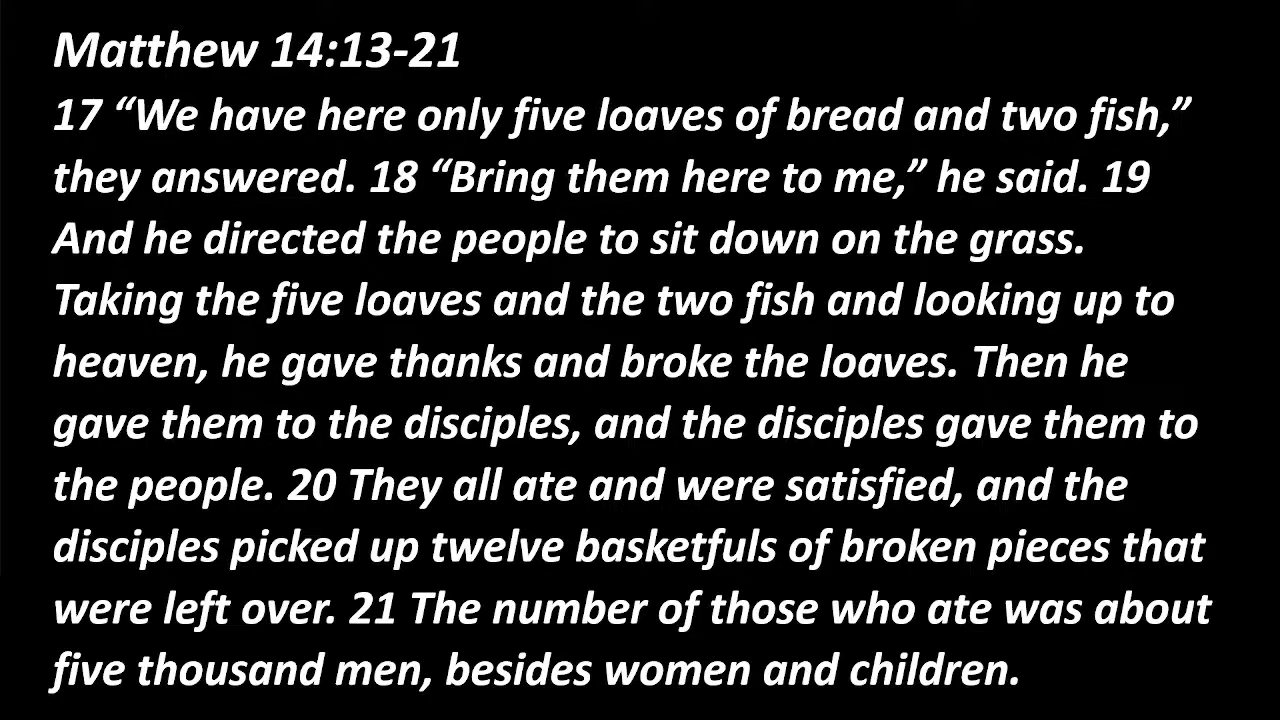 Matthew 14:13-21
17 “We have here only five loaves of bread and two fish,”
they answered. 18 “Bring them here to me,” he said. 19
And he directed the people to sit down on the grass.
Taking the five loaves and the two fish and looking up to
heaven, he gave thanks and broke the loaves. Then he
gave them to the disciples, and the disciples gave them to
the people. 20 They all ate and were satisfied, and the
disciples picked up twelve basketfuls of broken pieces that
were left over. 21 The number of those who ate was about
five thousand men, besides women and children.